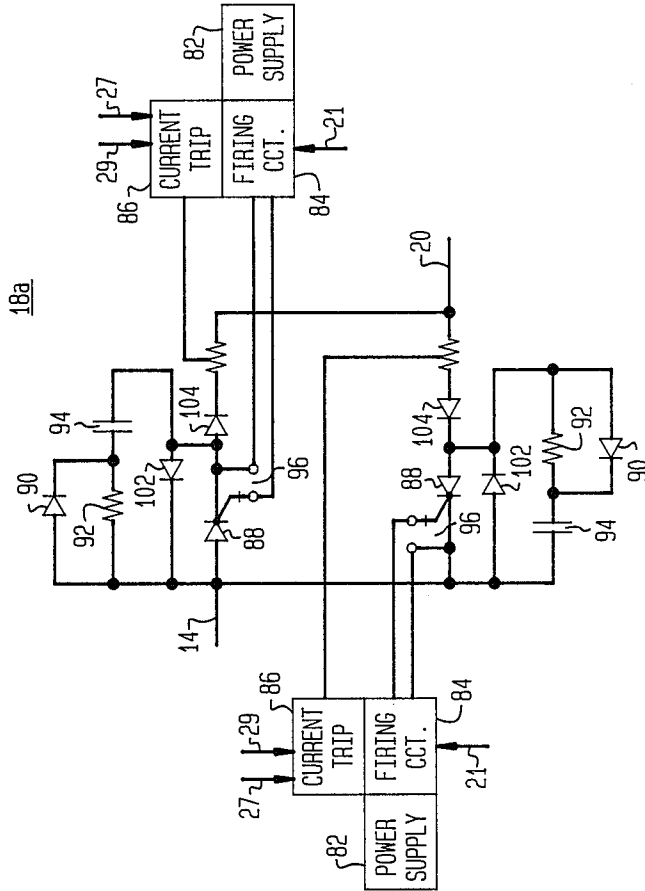 18a
86
29
27
CURRENT
TRIP
82
POWER
SUPPLY
FIRING
CCT.
84
21
90
92
94
102
104
96
88
14
20
104
88
96
102
92
94
90
86
27
29
CURRENT
TRIP
82
POWER
SUPPLY
FIRING
CCT.
84
21